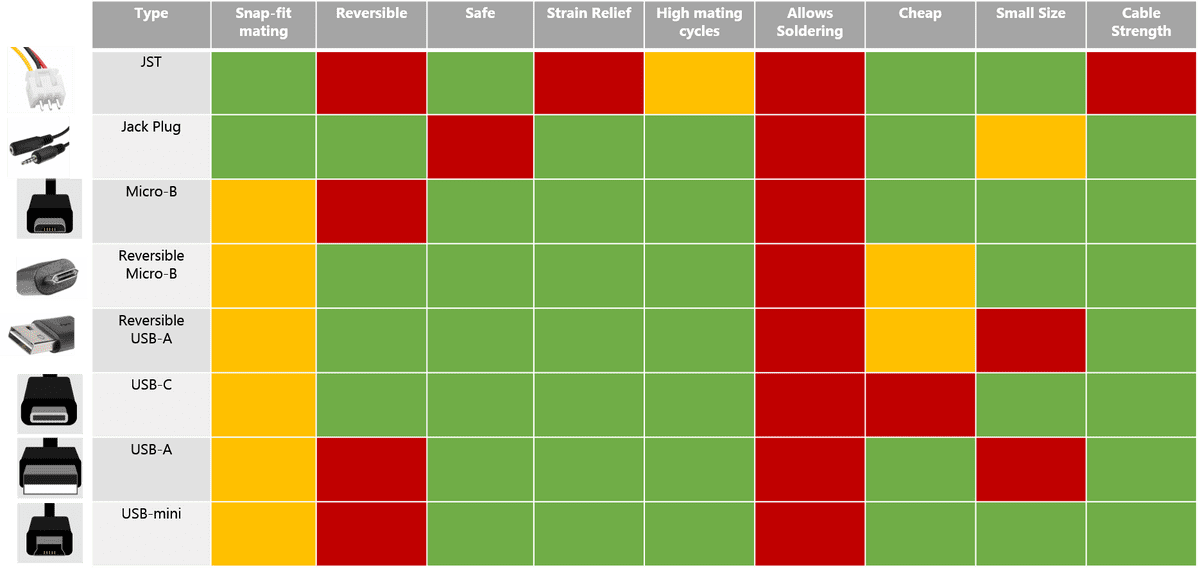 Type
Snap-fit
mating
Reversible
Safe
Strain Relief
High mating
cycles
Allows
Soldering
Cheap
Small Size
Cable
Strength
JST
Jack Plug
Micro-B
Reversible
Micro-B
Reversible
USB-A
USB-C
USB-A
USB-mini